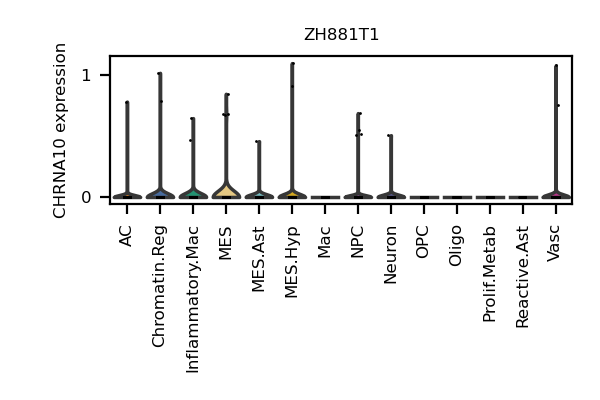 ZH881T1
CHRNA10 expression
1
0
AC
Chromatin.Reg
Inflammatory.Mac
MES
MES.Ast
MES.Hyp
Mac
NPC
Neuron
OPC
Oligo
Prolif.Metab
Reactive.Ast
Vasc